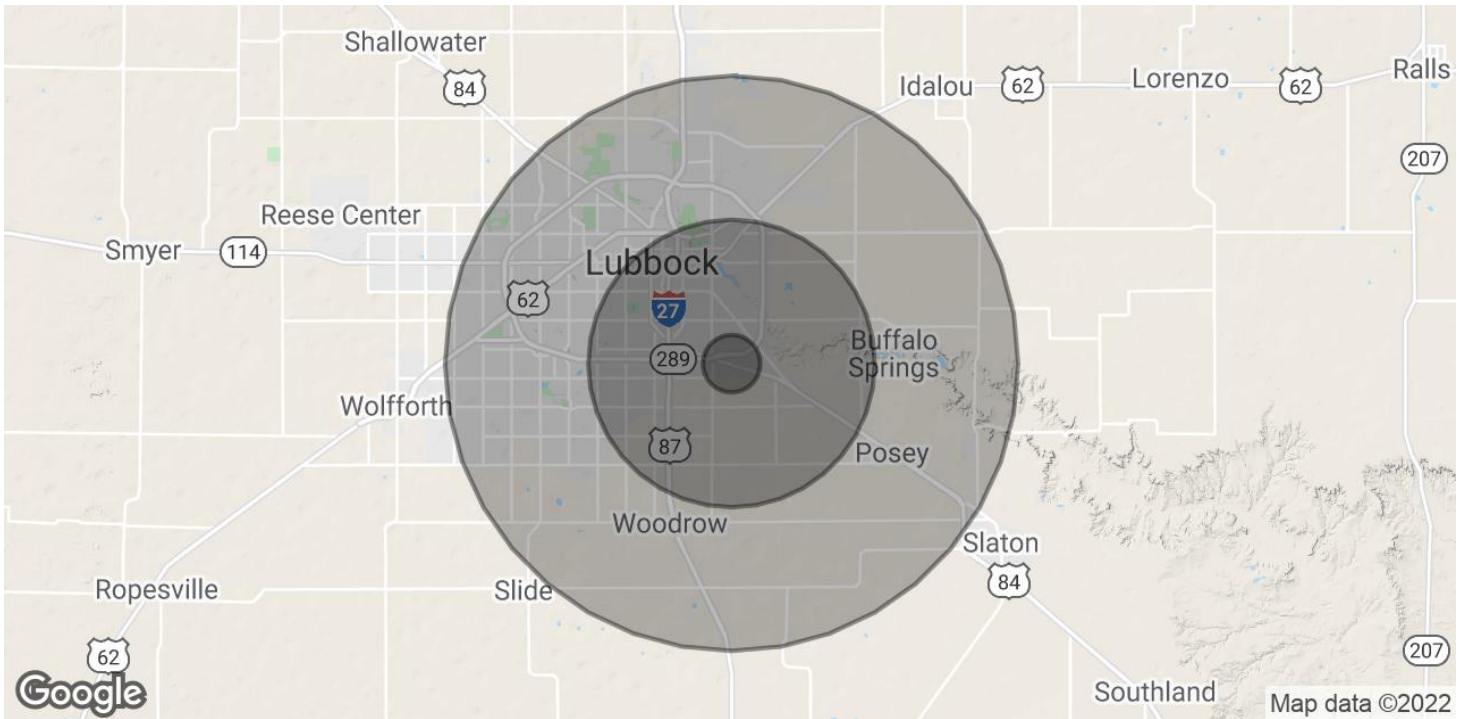 Shallowater
84
Idalou
62
Lorenzo
62
Ralls
207
Reese Center
Smyer
114
Lubbock
62
27
289
Buffalo
Springs
Wolfforth
87
Posey
Woodrow
Slaton
84
Ropesville
Slide
62
207
Southland
Google
Map data ©2022